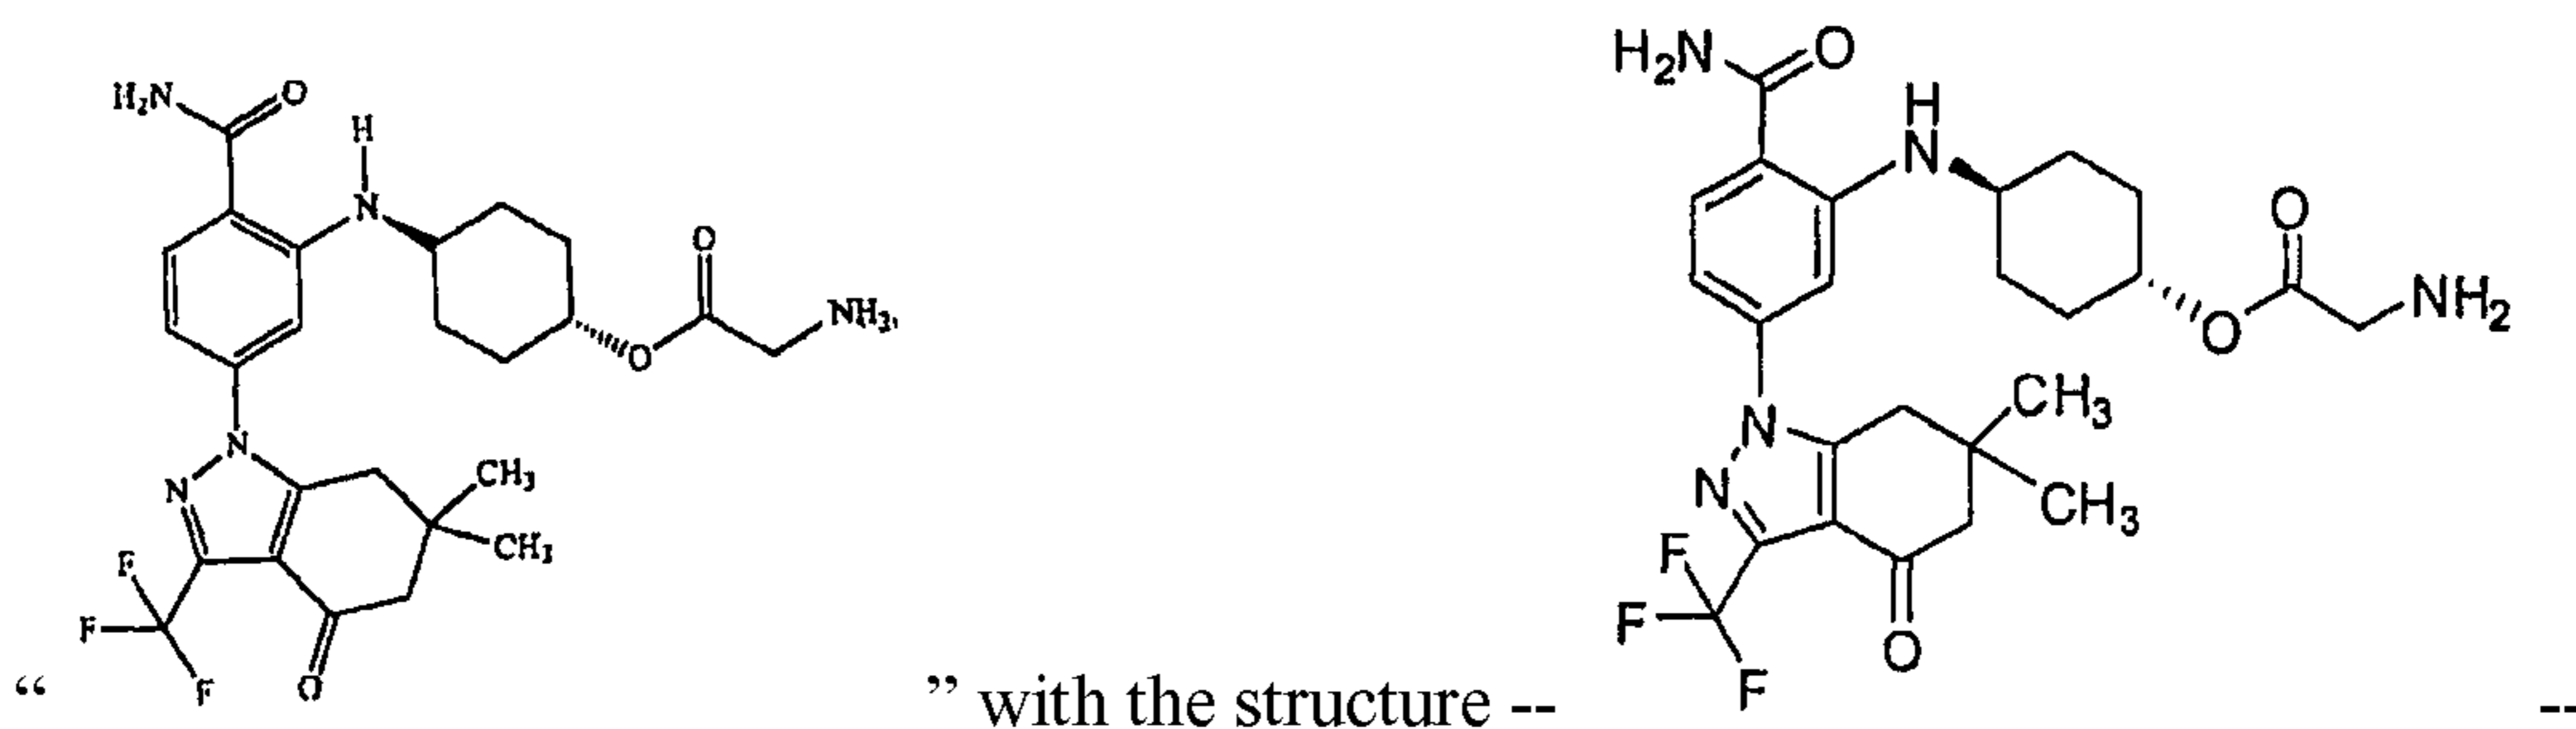 H₂N O
H
N
O
NH₃,
O
N
N
CH₃
CH₃
F
F
F
O
“ ” with the structure -- --
H₂N O
H
N
O
NH₂
O
N
N
CH₃
CH₃
F
F
F
O